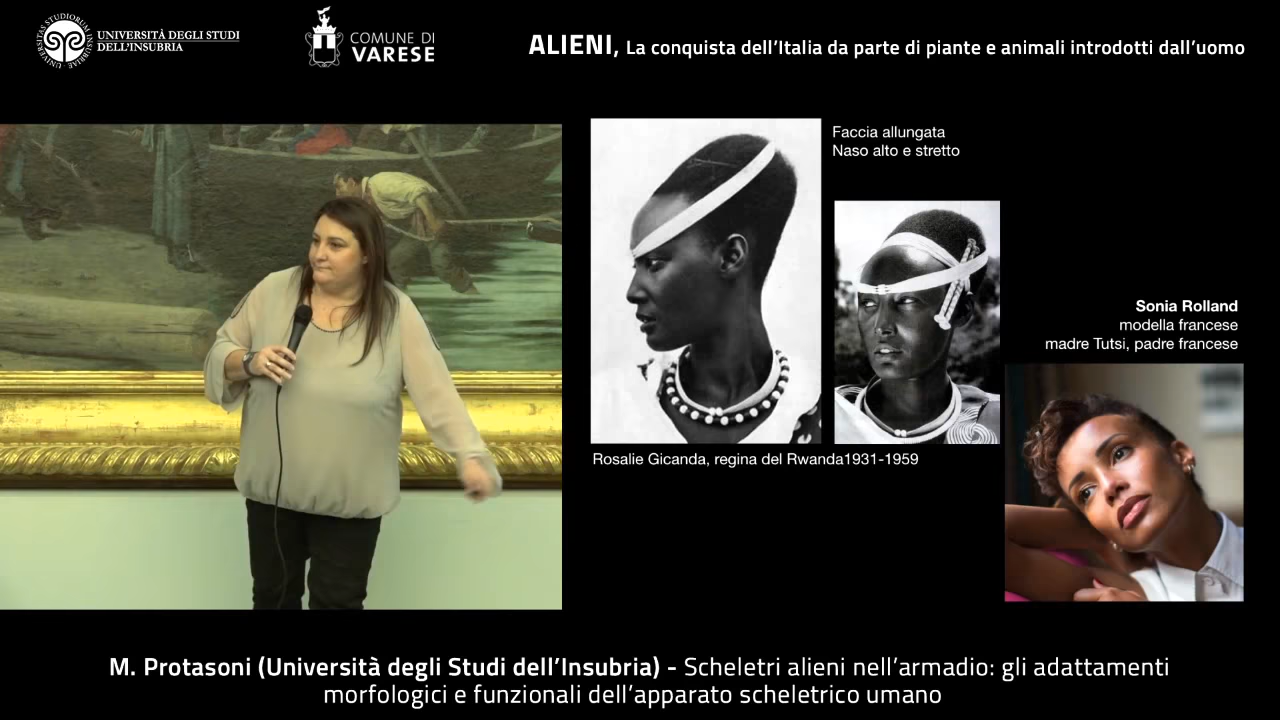 UNIVERSITÀ DEGLI STUDI
DELL'INSUBRIA
COMUNE DI
VARESE
ALIENI, La conquista dell'Italia da parte di piante e animali introdotti dall'uomo
Faccia allungata
Naso alto e stretto
Sonia Rolland
modella francese
madre Tutsi, padre francese
Rosalie Gicanda, regina del Rwanda1931-1959
M. Protasoni (Università degli Studi dell'Insubria) - Scheletri alieni nell'armadio: gli adattamenti
morfologici e funzionali dell'apparato scheletrico umano